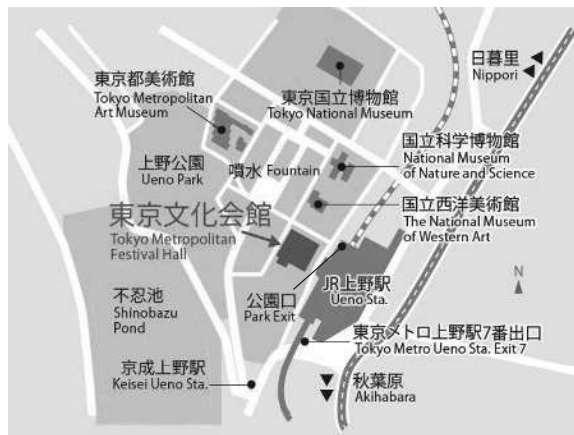 日暮里
Nippori
東京都美術館
Tokyo Metropolitan
Art Museum
東京国立博物館
Tokyo National Museum
国立科学博物館
National Museum
of Nature and Science
上野公園
Ueno Park
噴水 Fountain
国立西洋美術館
The National Museum
of Western Art
東京文化会館
Tokyo Metropolitan
Festival Hall
N
JR上野駅
Ueno Sta.
不忍池
Shinobazu
Pond
公園口
Park Exit
東京メトロ上野駅7番出口
Tokyo Metro Ueno Sta. Exit 7
京成上野駅
Keisei Ueno Sta.
秋葉原
Akihabara